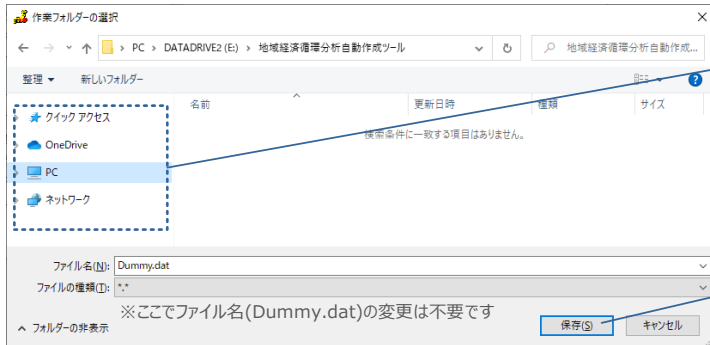 作業フォルダーの選択
PC › DATADRIVE2 (E:) › 地域経済循環分析自動作成ツール
地域経済循環分析自動作成...
整理 新しいフォルダー
名前 更新日時 種類 サイズ
検索条件に一致する項目はありません。
クイック アクセス
OneDrive
PC
ネットワーク
ファイル名(N): Dummy.dat
ファイルの種類(T): *.*
※ここでファイル名(Dummy.dat)の変更は不要です
フォルダーの非表示 保存(S) キャンセル